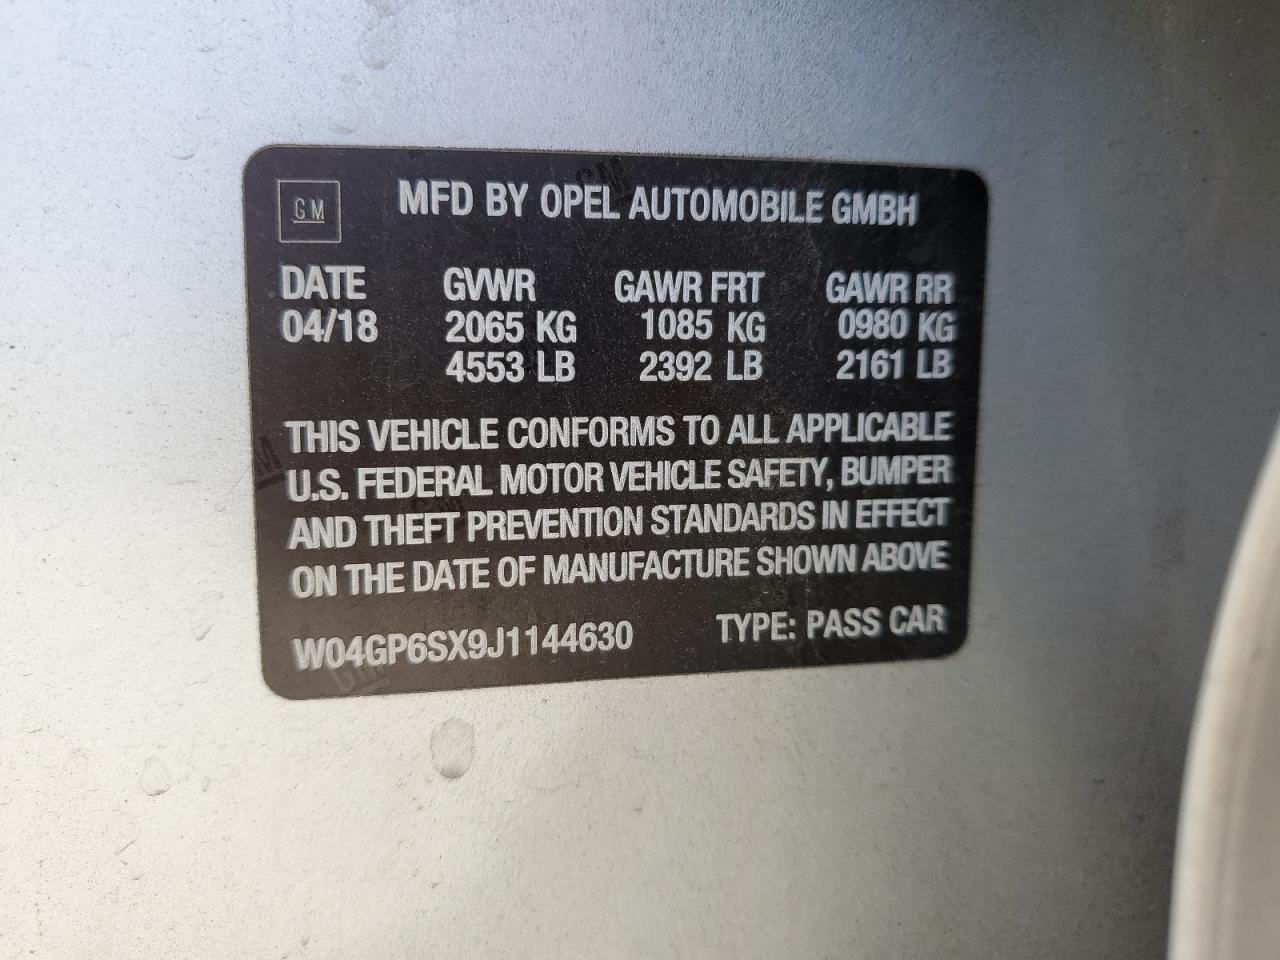 GM
MFD BY OPEL AUTOMOBILE GMBH
DATE GVWR GAWR FRT GAWR RR
04/18 2065 KG 1085 KG 0980 KG
4553 LB 2392 LB 2161 LB
THIS VEHICLE CONFORMS TO ALL APPLICABLE
U.S. FEDERAL MOTOR VEHICLE SAFETY, BUMPER
AND THEFT PREVENTION STANDARDS IN EFFECT
ON THE DATE OF MANUFACTURE SHOWN ABOVE
W04GP6SX9J1144630 TYPE: PASS CAR